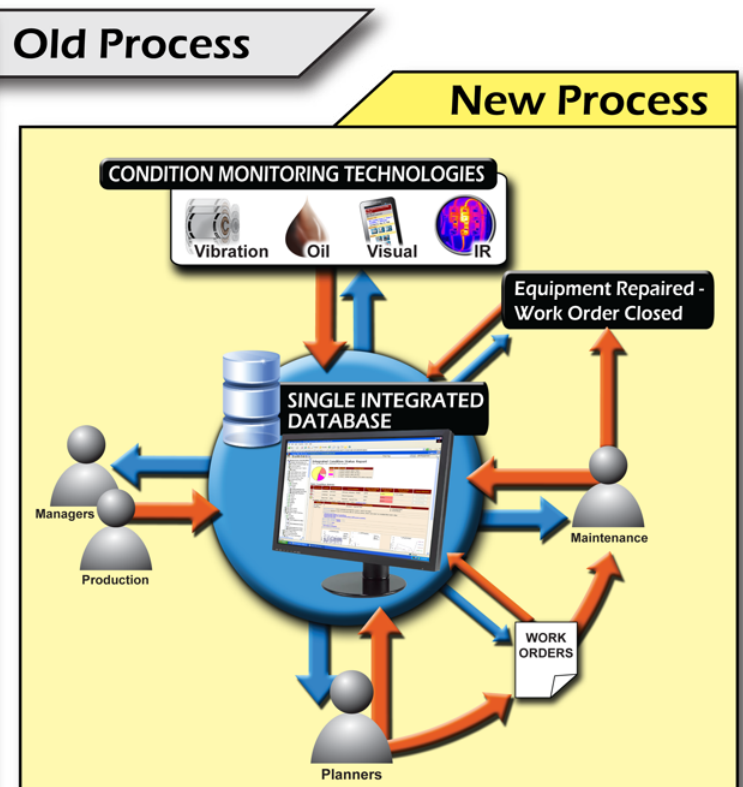 Old Process
New Process
CONDITION MONITORING TECHNOLOGIES
Vibration
Oil
Visual
IR
Equipment Repaired -
Work Order Closed
SINGLE INTEGRATED
DATABASE
Managers
Production
Maintenance
WORK
ORDERS
Planners